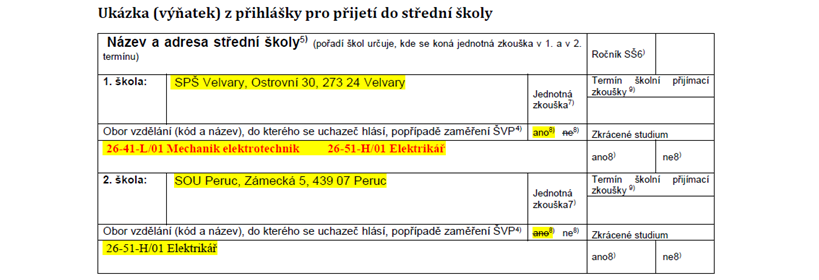 Ukázka (výňatek) z přihlášky pro přijetí do střední školy
Název a adresa střední školy5) (pořadí škol určuje, kde se koná jednotná zkouška v 1. a v 2. termínu)
Ročník SŠ6)
1. škola:
SPŠ Velvary, Ostrovní 30, 273 24 Velvary
Jednotná zkouška7)
Termín školní přijímací zkoušky 9)
Obor vzdělání (kód a název), do kterého se uchazeč hlásí, popřípadě zaměření ŠVP4)
ano8) ne8)
Zkrácené studium
26-41-L/01 Mechanik elektrotechnik 26-51-H/01 Elektrikář
ano8)
ne8)
2. škola:
SOU Peruc, Zámecká 5, 439 07 Peruc
Jednotná zkouška7)
Termín školní přijímací zkoušky 9)
Obor vzdělání (kód a název), do kterého se uchazeč hlásí, popřípadě zaměření ŠVP4)
ano8) ne8)
Zkrácené studium
26-51-H/01 Elektrikář
ano8)
ne8)